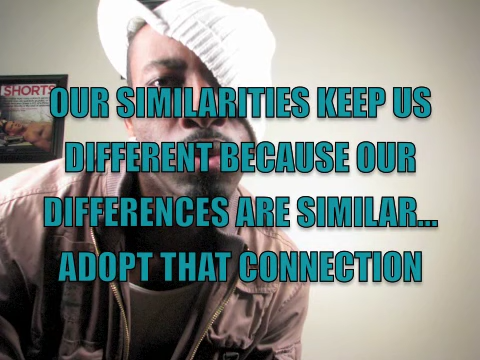 SHORTS
OUR SIMILARITIES KEEP US
DIFFERENT BECAUSE OUR
DIFFERENCES ARE SIMILAR...
ADOPT THAT CONNECTION